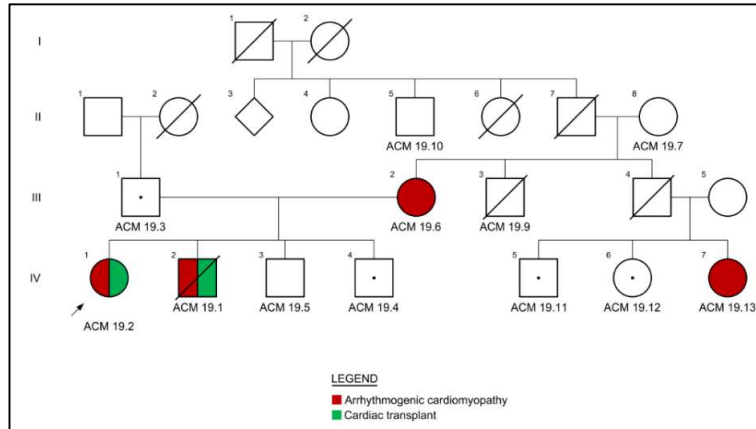 1 2
I
1 2 3 4 5 6 7 8
II
ACM 19.10 ACM 19.7
1 2 3 4 5
III
ACM 19.3 ACM 19.6 ACM 19.9
1 2 3 4 5 6 7
IV
ACM 19.2 ACM 19.1 ACM 19.5 ACM 19.4 ACM 19.11 ACM 19.12 ACM 19.13
LEGEND
Arrhythmogenic cardiomyopathy
Cardiac transplant